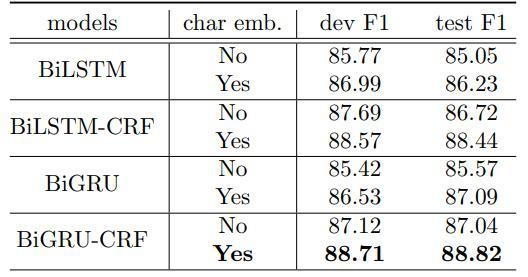 models char emb. dev F1 test F1
BiLSTM No 85.77 85.05
Yes 86.99 86.23
BiLSTM-CRF No 87.69 86.72
Yes 88.57 88.44
BiGRU No 85.42 85.57
Yes 86.53 87.09
BiGRU-CRF No 87.12 87.04
Yes 88.71 88.82